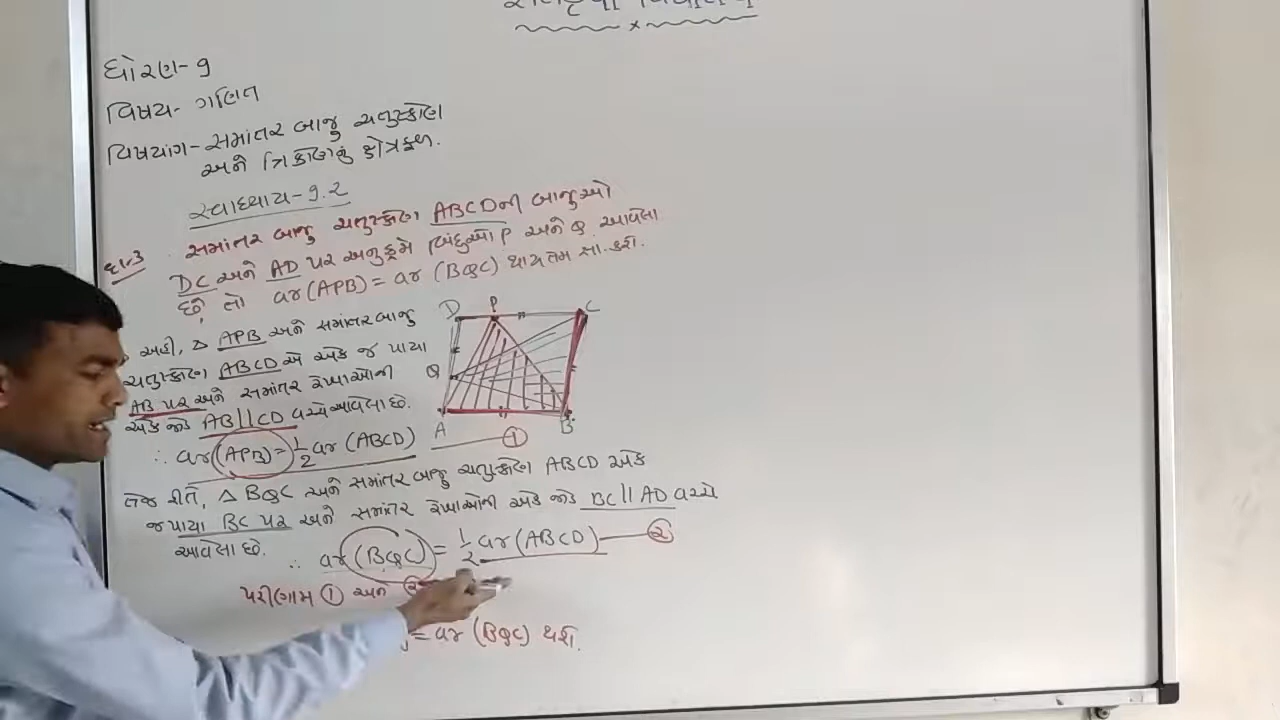 ધોરણ-9
વિષય- ગણિત
વિષયાંગ- સમાંતર બાજુ ચતુષ્કોણ
અને ત્રિકોણનું ક્ષેત્રફળ.
સ્વાધ્યાય-9.2
દા.3 સમાંતર બાજુ ચતુષ્કોણ ABCDની બાજુઓ
DC અને AD પર અનુક્રમે બિંદુઓ P અને Q આવેલા
છે, તો ar(APB)= ar (BQC) થાય તેમ સા. કરો.
D P C
Q
A B
અહી, △ APB અને સમાંતર બાજુ
ચતુષ્કોણ ABCD એ એક જ પાયા
AB પર અને સમાંતર રેખાઓની
એક જોડ AB||CD વચ્ચે આવેલા છે.
∴ ar(APB)= 1/2 ar (ABCD) ——①
તેજ રીતે, △ BQC અને સમાંતર બાજુ ચતુષ્કોણ ABCD એક
જ પાયા BC પર અને સમાંતર રેખાઓની એક જોડ BC || AD વચ્ચે
આવેલા છે. ∴ ar (BQC) = 1/2 ar (ABCD) ——②
પરીણામ ① અને ②
= ar (BQC) થશે.